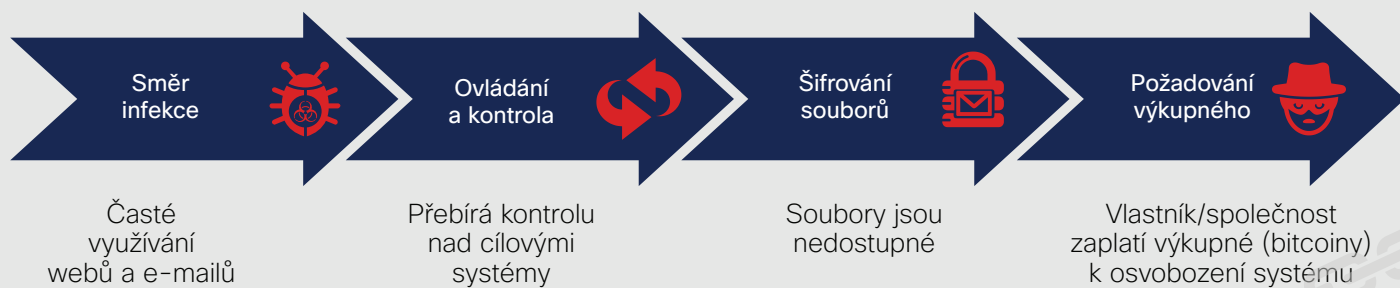 Směr
infekce
Ovládání
a kontrola
Šifrování
souborů
Požadování
výkupného
Časté
využívání
webů a e-mailů
Přebírá kontrolu
nad cílovými
systémy
Soubory jsou
nedostupné
Vlastník/společnost
zaplatí výkupné (bitcoiny)
k osvobození systému